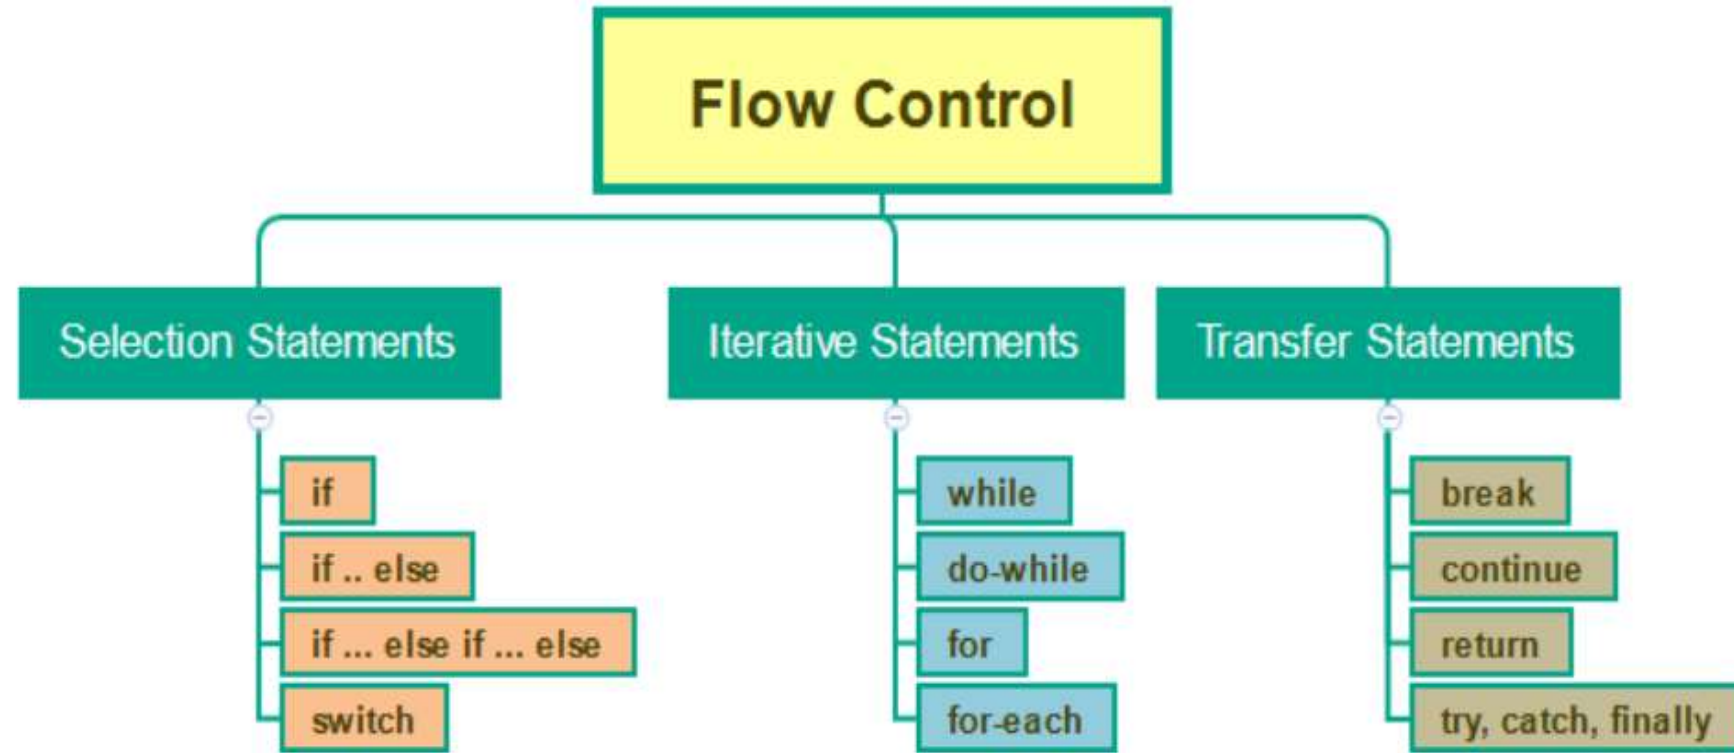 Flow Control
Selection Statements
if
if .. else
if ... else if ... else
switch
Iterative Statements
while
do-while
for
for-each
Transfer Statements
break
continue
return
try, catch, finally